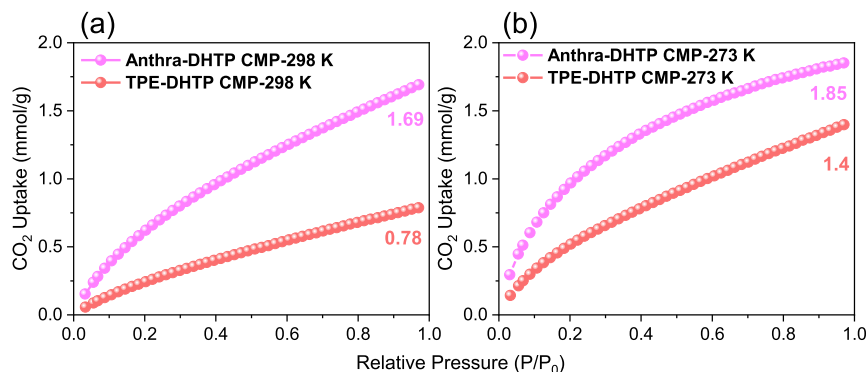 (a)
Anthra-DHTP CMP-298 K
TPE-DHTP CMP-298 K
1.69
0.78
2.0
1.5
1.0
0.5
0.0
0.0 0.2 0.4 0.6 0.8 1.0
CO₂ Uptake (mmol/g)
(b)
Anthra-DHTP CMP-273 K
TPE-DHTP CMP-273 K
1.85
1.4
2.0
1.5
1.0
0.5
0.0
0.0 0.2 0.4 0.6 0.8 1.0
CO₂ Uptake (mmol/g)
Relative Pressure (P/P₀)